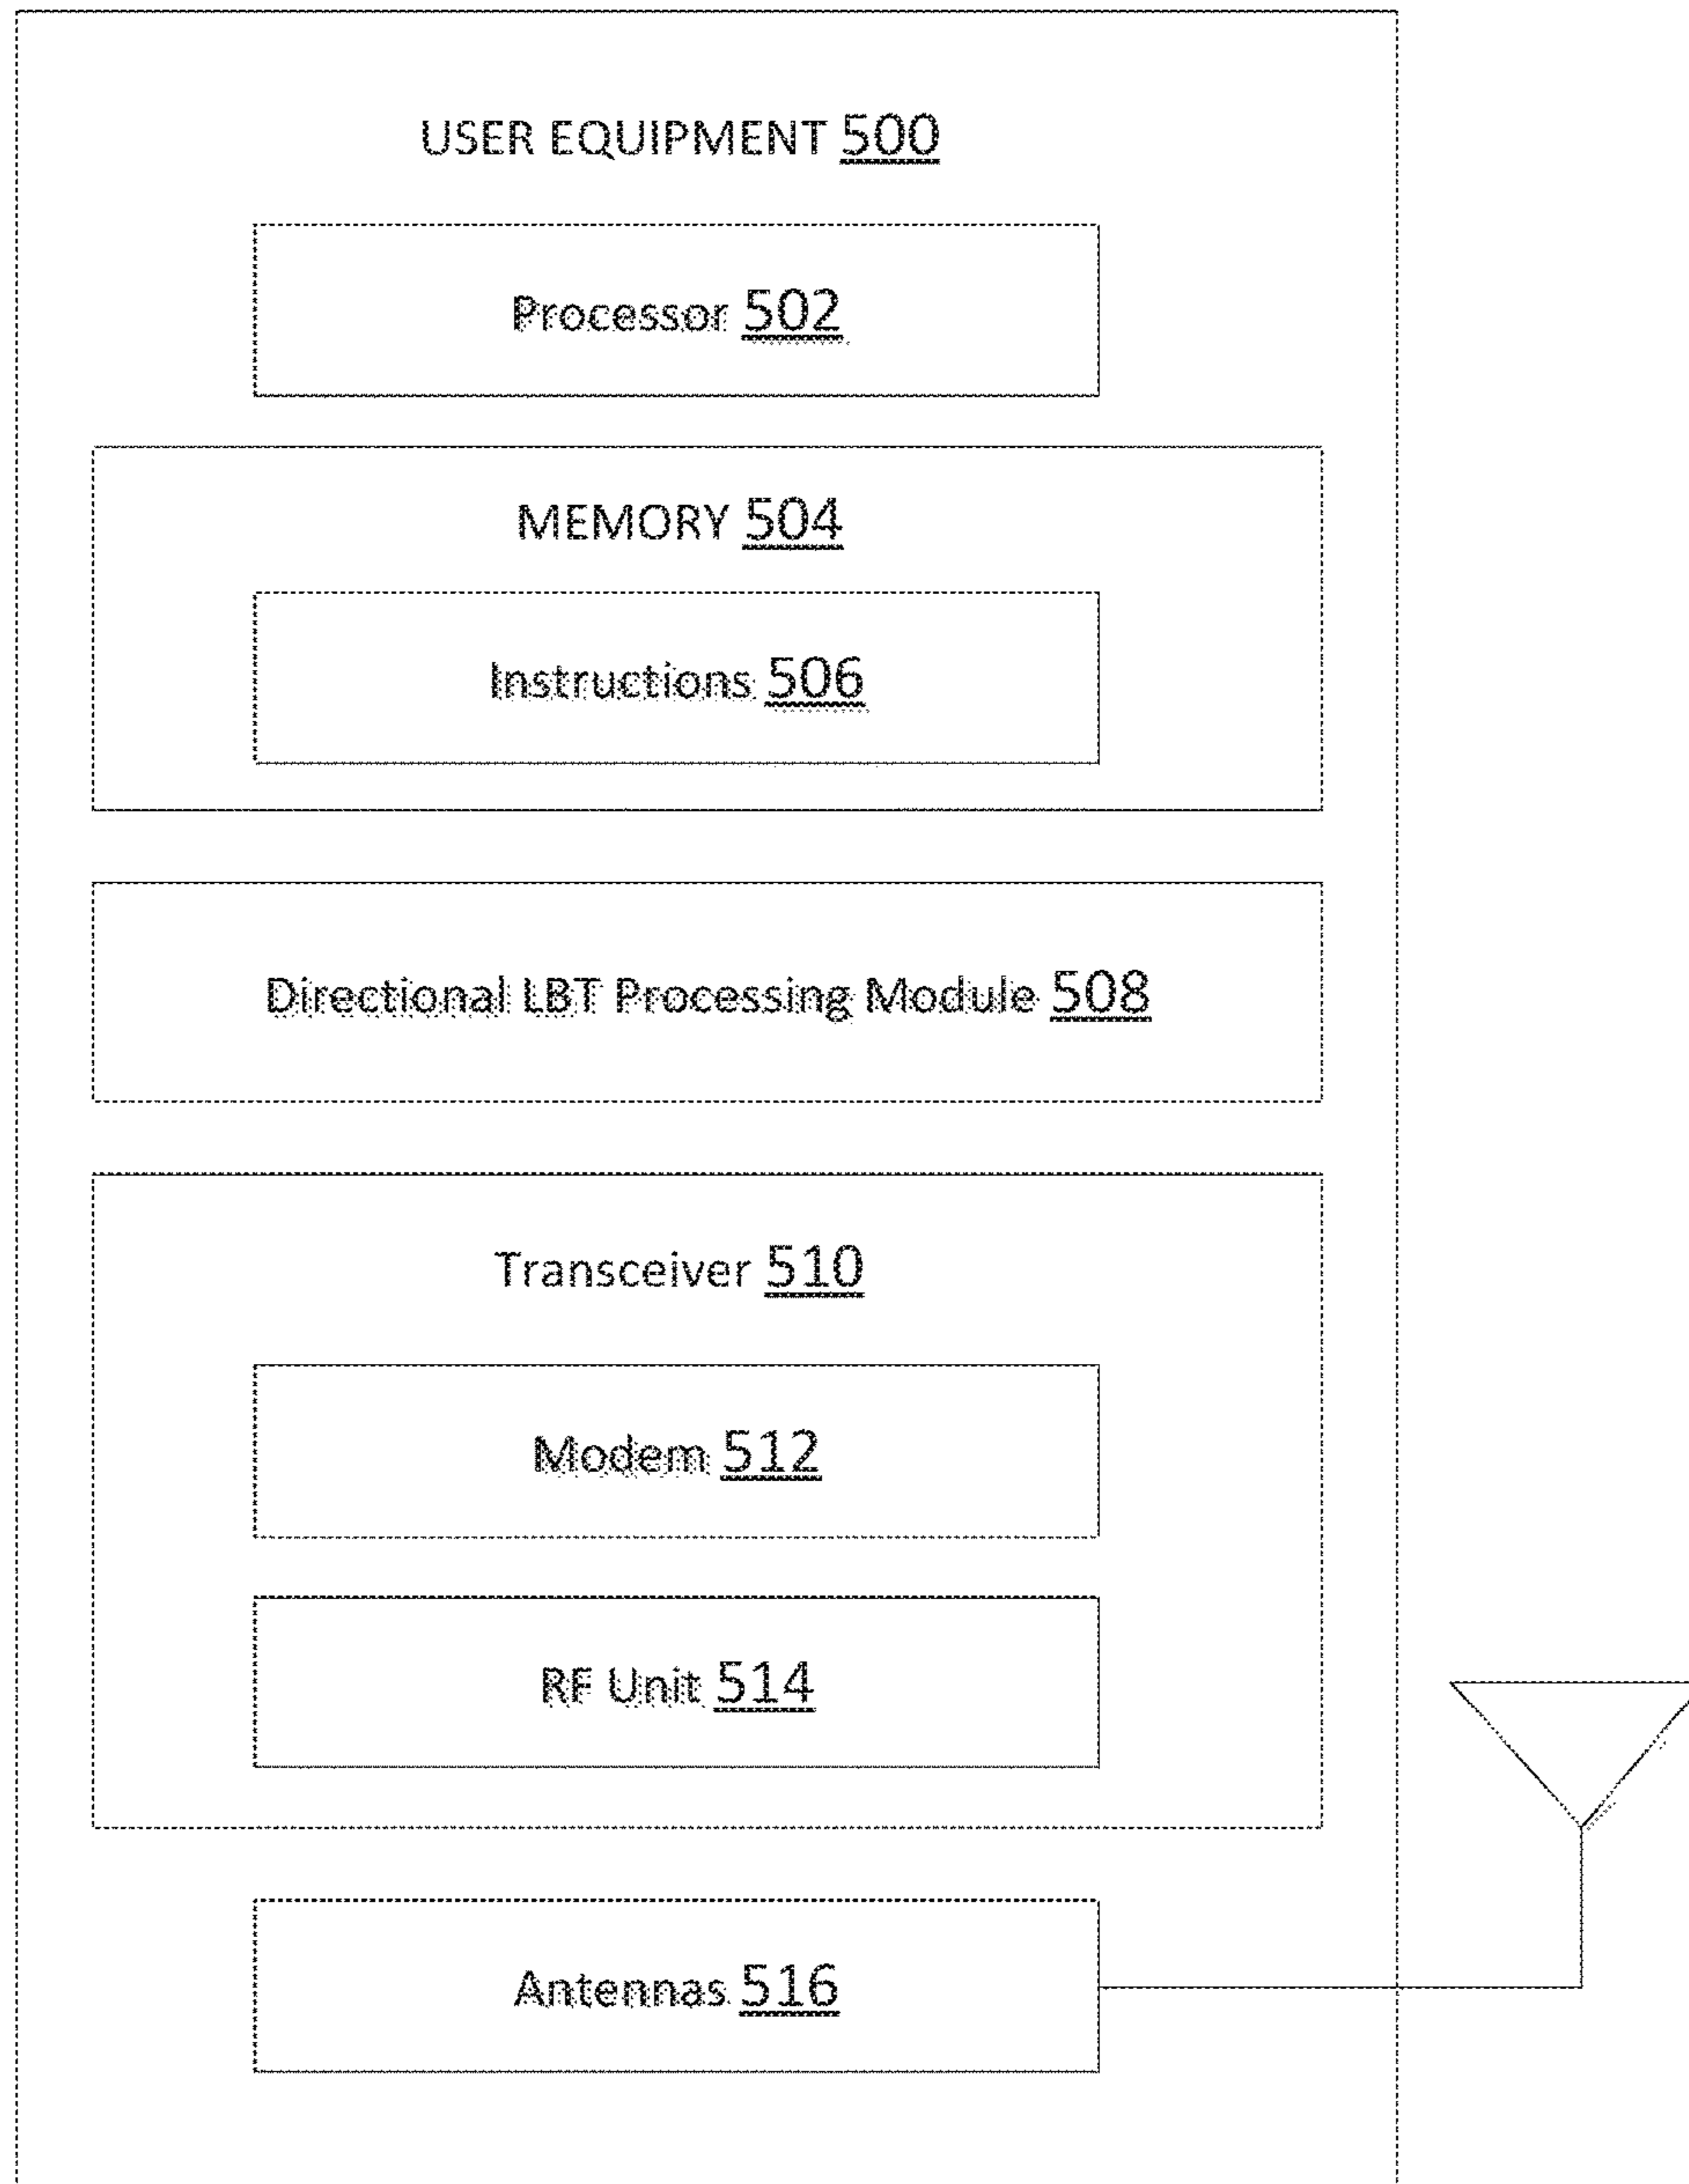 USER EQUIPMENT 500
Processor 502
MEMORY 504
Instructions 506
Directional LBT Processing Module 508
Transceiver 510
Modem 512
RF Unit 514
Antennas 516